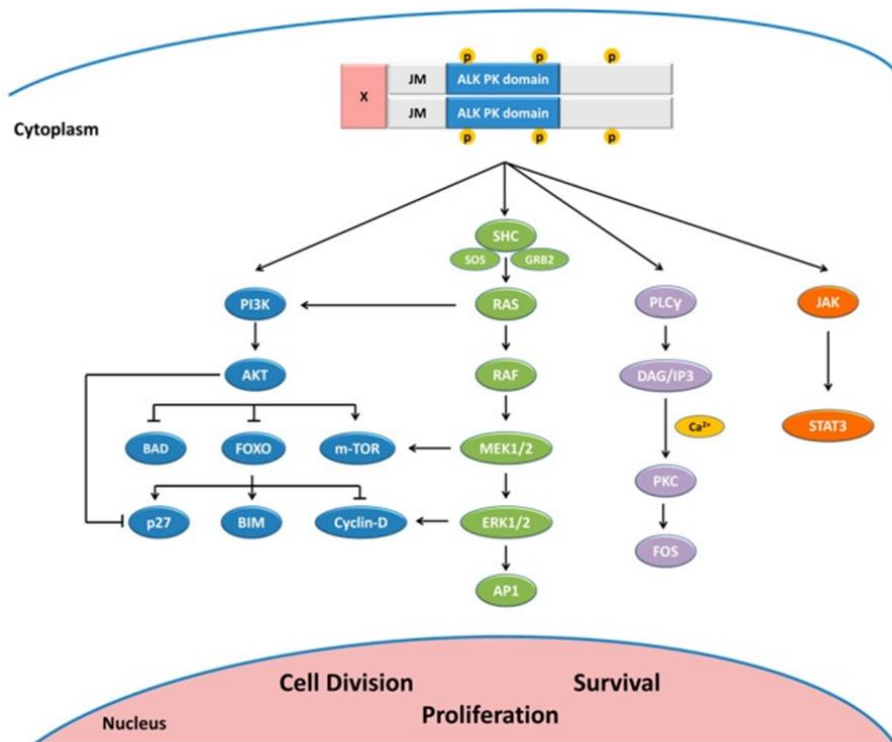 P P P
JM ALK PK domain
X
JM ALK PK domain
P P P
Cytoplasm
SHC
SOS GRB2
PI3K RAS PLCγ JAK
AKT RAF DAG/IP3
Ca²⁺ STAT3
BAD FOXO m-TOR MEK1/2
PKC
p27 BIM Cyclin-D ERK1/2
FOS
AP1
Cell Division Survival
Proliferation
Nucleus